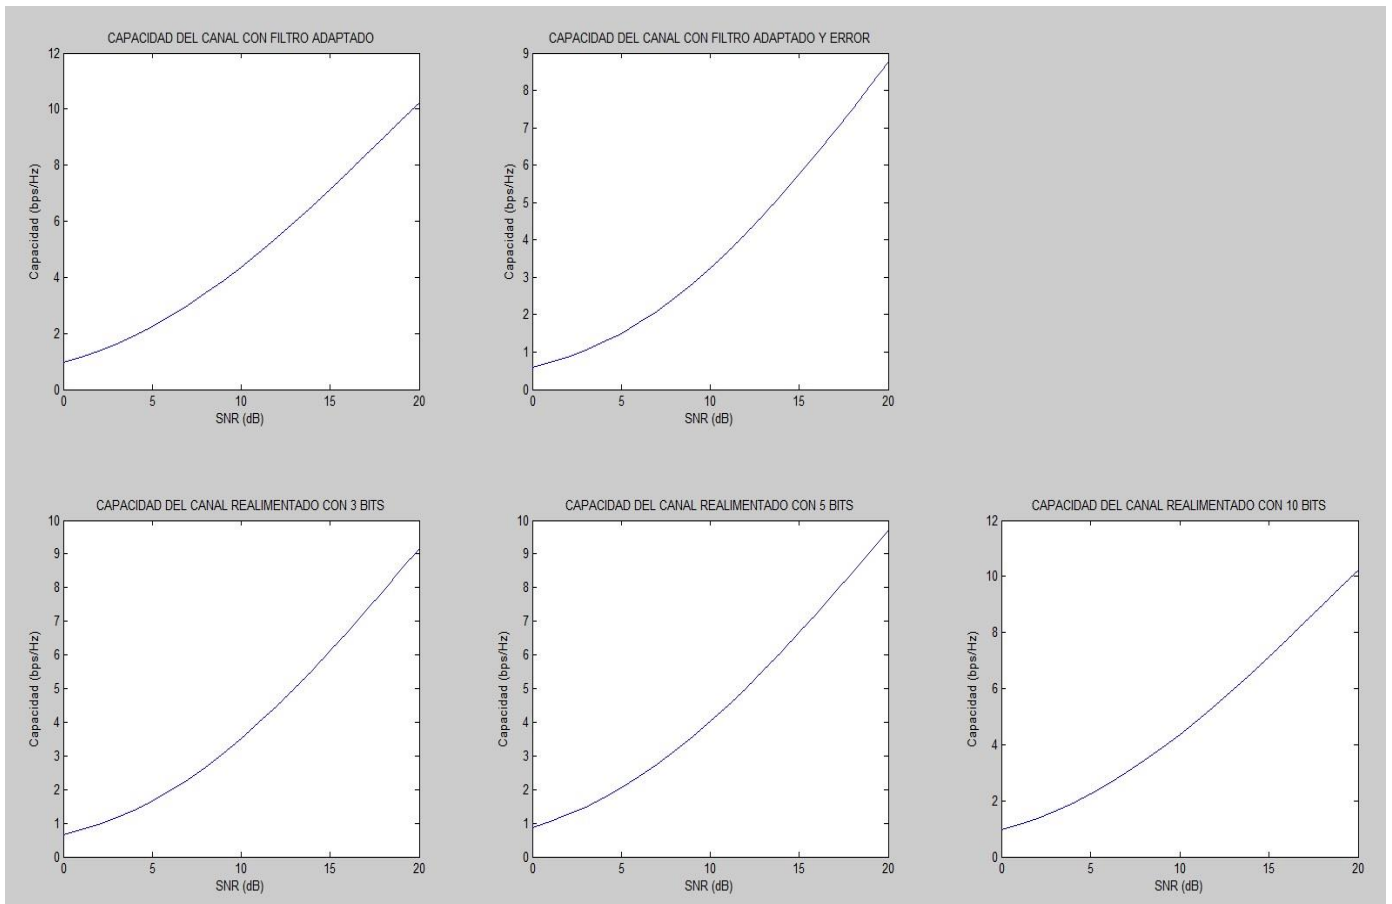 CAPACIDAD DEL CANAL CON FILTRO ADAPTADO
12
10
8
6
4
2
0
Capacidad (bps/Hz)
0 5 10 15 20
SNR (dB)
CAPACIDAD DEL CANAL CON FILTRO ADAPTADO Y ERROR
9
8
7
6
5
4
3
2
1
0
Capacidad (bps/Hz)
0 5 10 15 20
SNR (dB)
CAPACIDAD DEL CANAL REALIMENTADO CON 3 BITS
10
9
8
7
6
5
4
3
2
1
0
Capacidad (bps/Hz)
0 5 10 15 20
SNR (dB)
CAPACIDAD DEL CANAL REALIMENTADO CON 5 BITS
10
9
8
7
6
5
4
3
2
1
0
Capacidad (bps/Hz)
0 5 10 15 20
SNR (dB)
CAPACIDAD DEL CANAL REALIMENTADO CON 10 BITS
12
10
8
6
4
2
0
Capacidad (bps/Hz)
0 5 10 15 20
SNR (dB)